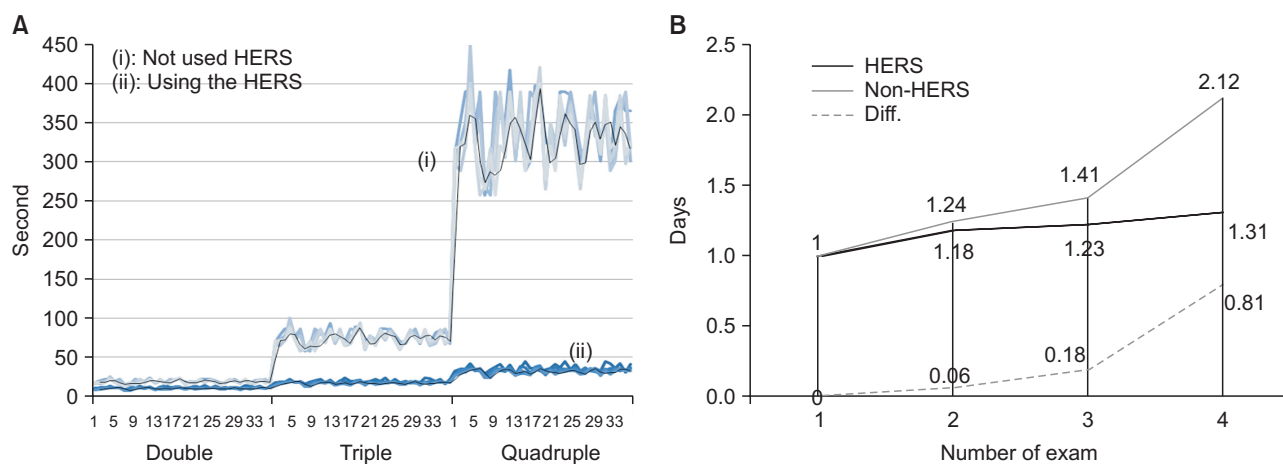 A
(i): Not used HERS
(ii): Using the HERS
450
400
350
300
250
200
150
100
50
0
Second
(i)
(ii)
1 5 9 13 17 21 25 29 33 1 5 9 13 17 21 25 29 33 1 5 9 13 17 21 25 29 33
Double Triple Quadruple
B
2.5
2.0
1.5
1.0
0.5
0.0
Days
HERS
Non-HERS
Diff.
2.12
1.41
1.24
1
1.18
1.23
1.31
0.81
0.18
0.06
0
1 2 3 4
Number of exam